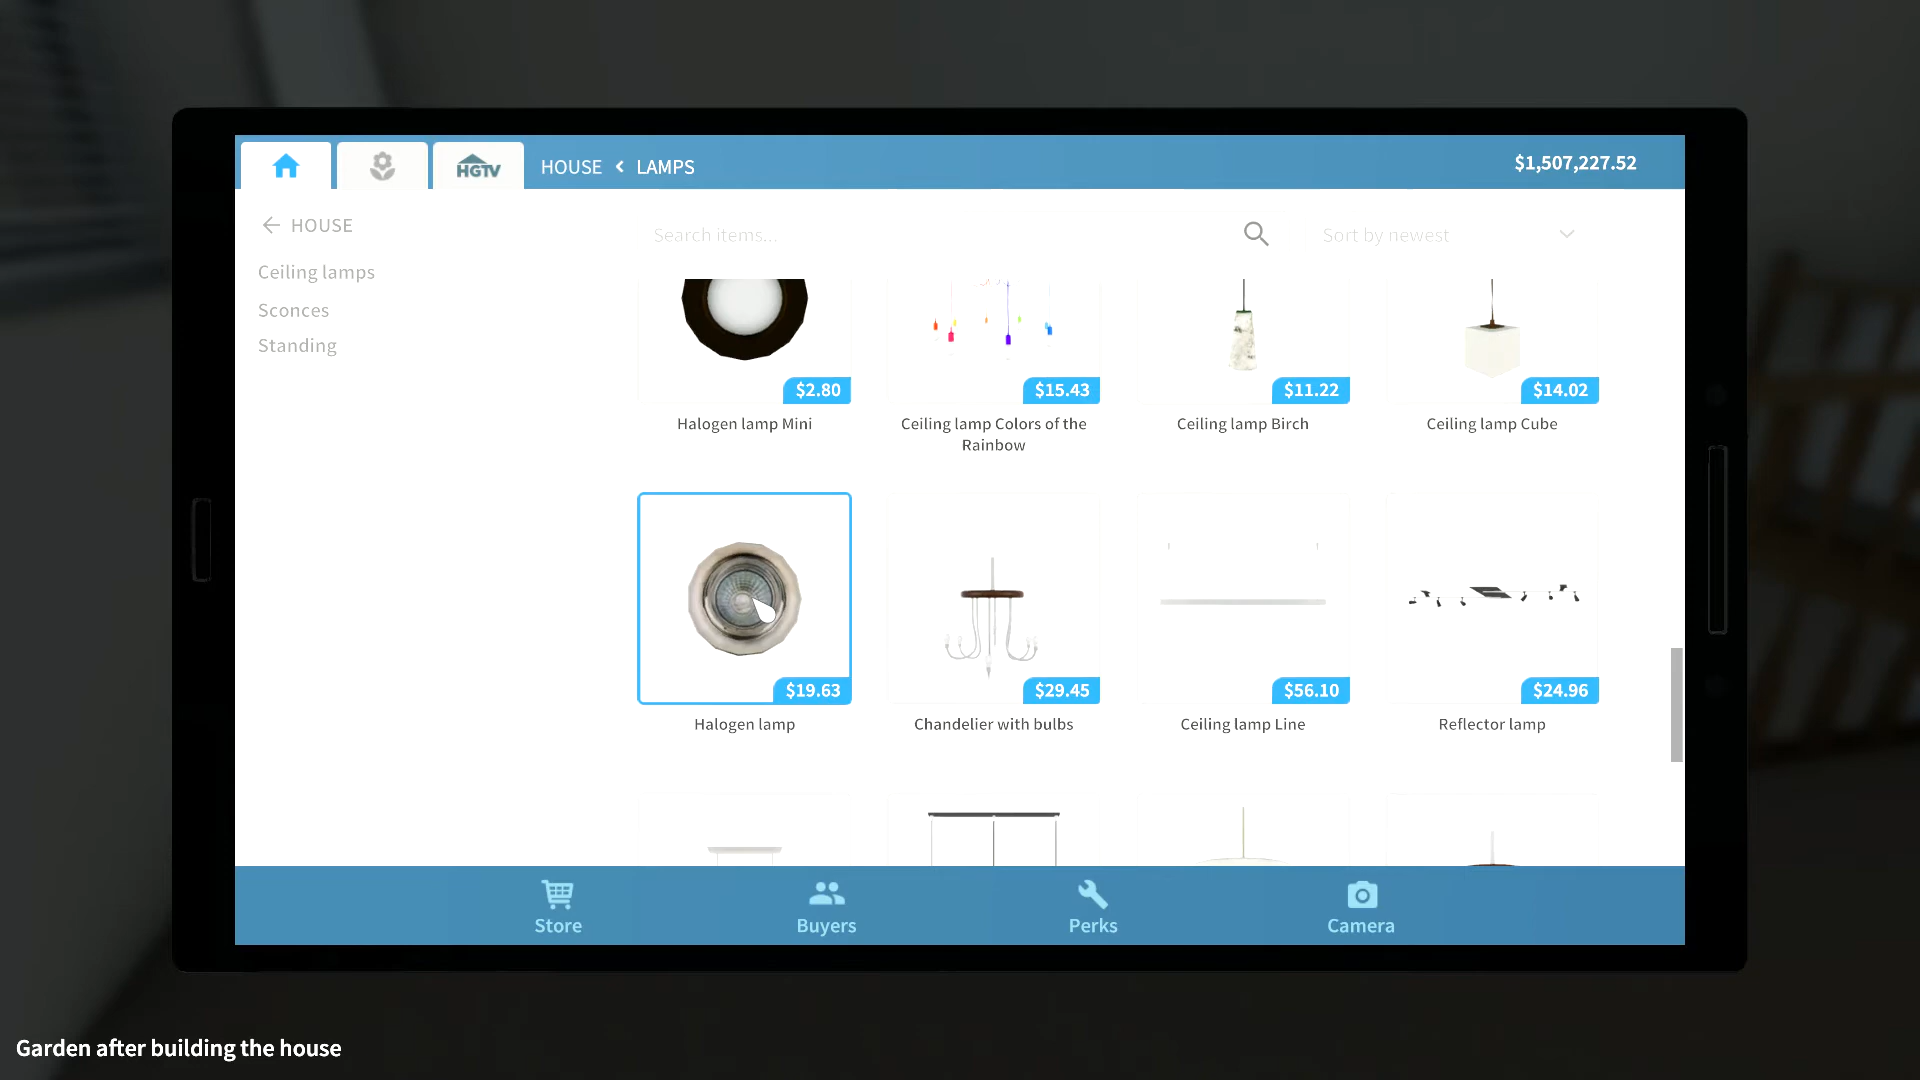 HGTV
HOUSE < LAMPS
$1,507,227.52
HOUSE
Search items...
Sort by newest
Ceiling lamps
Sconces
Standing
$2.80
$15.43
$11.22
$14.02
Halogen lamp Mini
Ceiling lamp Colors of the
Rainbow
Ceiling lamp Birch
Ceiling lamp Cube
$19.63
$29.45
$56.10
$24.96
Halogen lamp
Chandelier with bulbs
Ceiling lamp Line
Reflector lamp
Store
Buyers
Perks
Camera
Garden after building the house